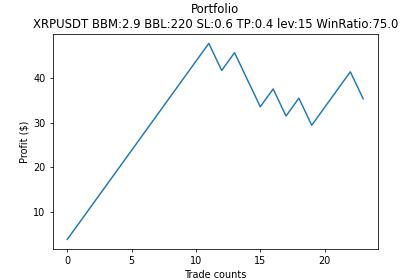 Portfolio
XRPUSDT BBM:2.9 BBL:220 SL:0.6 TP:0.4 lev:15 WinRatio:75.0
Profit ($)
40
30
20
10
0 5 10 15 20
Trade counts